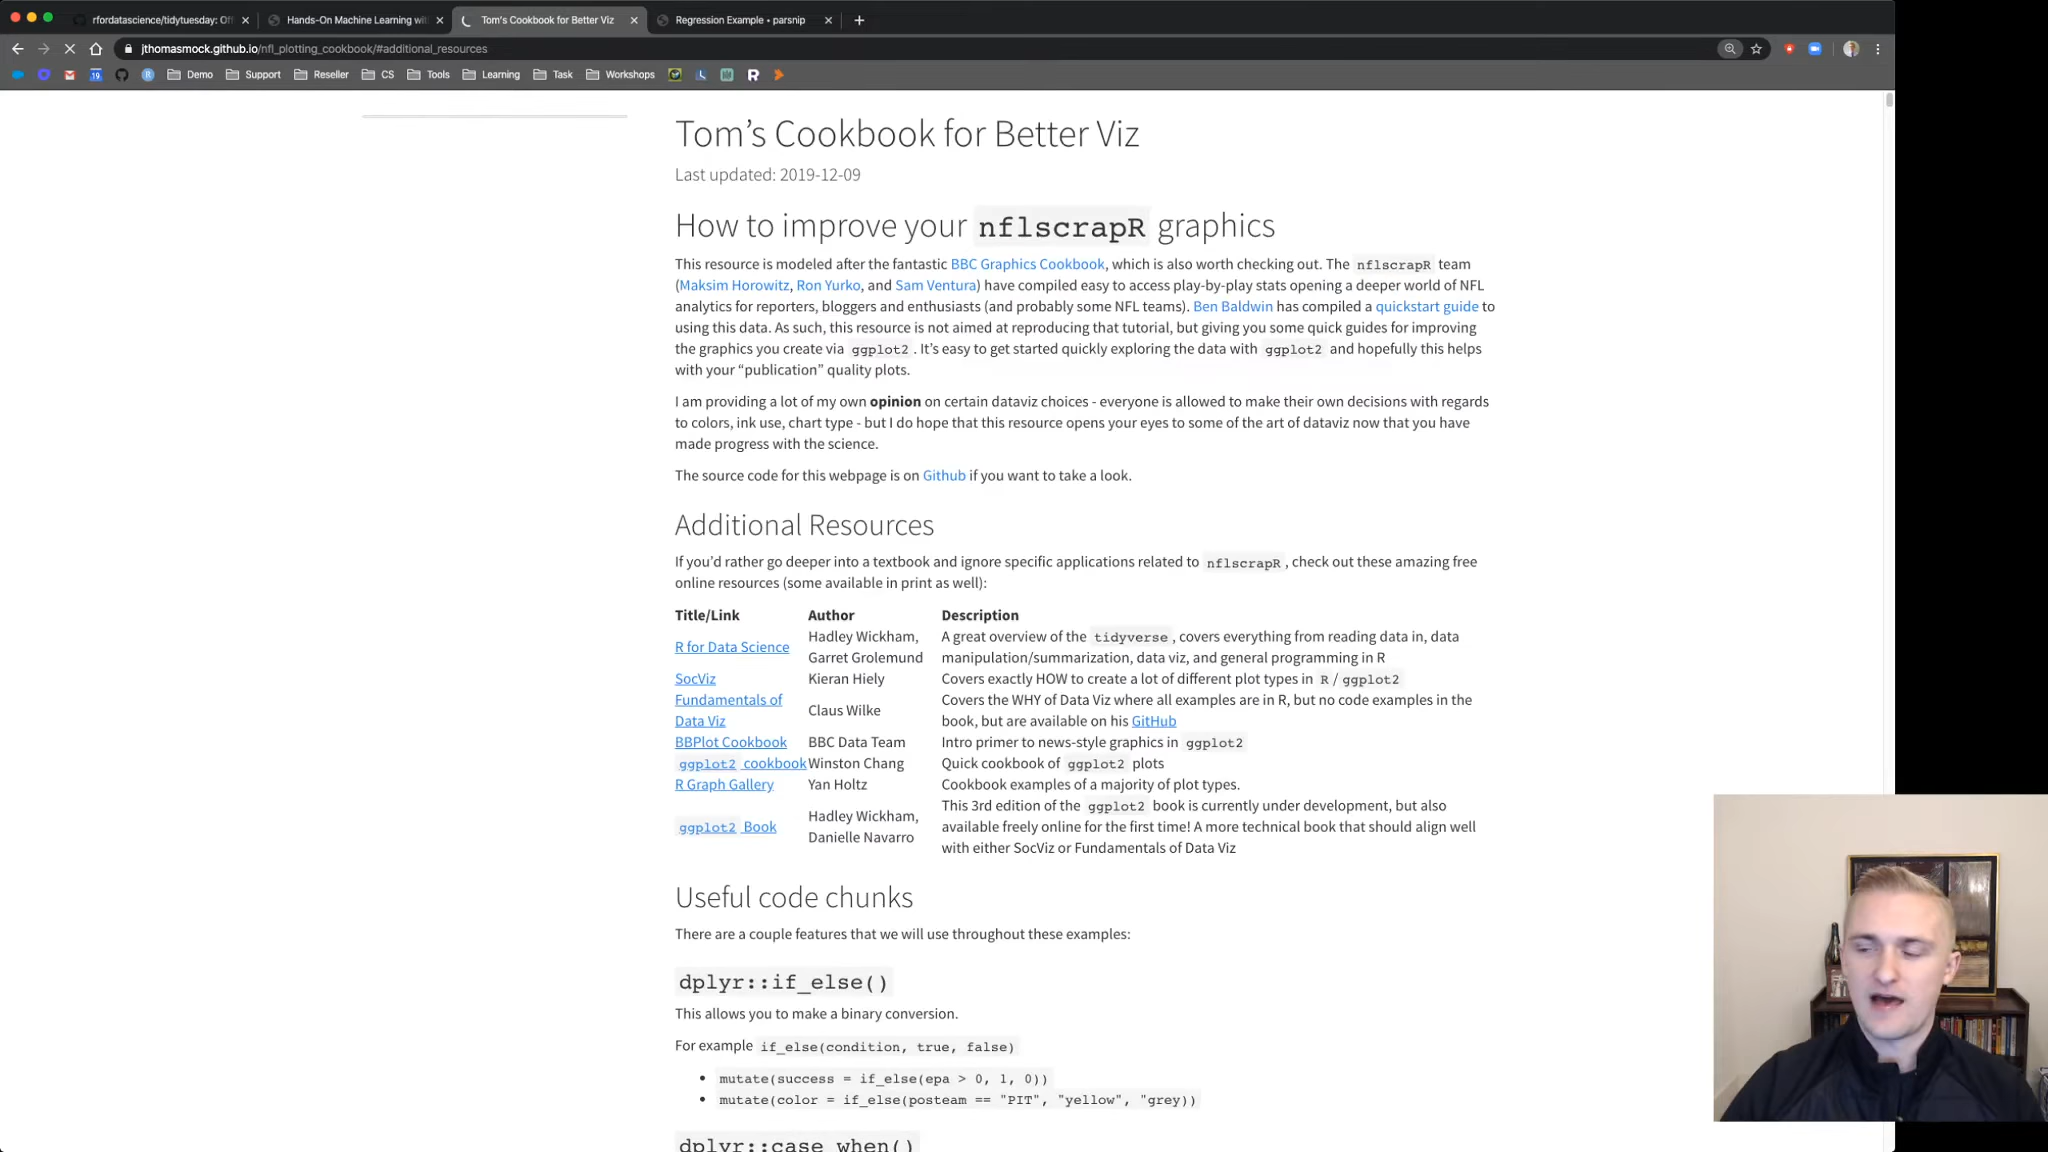 rfordatascience/tidytuesday: Of
Hands-On Machine Learning wit
Tom's Cookbook for Better Viz
Regression Example • parsnip
jthomasmock.github.io/nfl_plotting_cookbook/#additional_resources
19
R
Demo
Support
Reseller
CS
Tools
Learning
Task
Workshops
L
R
Tom’s Cookbook for Better Viz
Last updated: 2019-12-09
How to improve your nflscrapR graphics
This resource is modeled after the fantastic BBC Graphics Cookbook, which is also worth checking out. The nflscrapR team
(Maksim Horowitz, Ron Yurko, and Sam Ventura) have compiled easy to access play-by-play stats opening a deeper world of NFL
analytics for reporters, bloggers and enthusiasts (and probably some NFL teams). Ben Baldwin has compiled a quickstart guide to
using this data. As such, this resource is not aimed at reproducing that tutorial, but giving you some quick guides for improving
the graphics you create via ggplot2 . It’s easy to get started quickly exploring the data with ggplot2 and hopefully this helps
with your “publication” quality plots.
I am providing a lot of my own opinion on certain dataviz choices - everyone is allowed to make their own decisions with regards
to colors, ink use, chart type - but I do hope that this resource opens your eyes to some of the art of dataviz now that you have
made progress with the science.
The source code for this webpage is on Github if you want to take a look.
Additional Resources
If you’d rather go deeper into a textbook and ignore specific applications related to nflscrapR , check out these amazing free
online resources (some available in print as well):
Title/Link Author Description
R for Data Science Hadley Wickham, Garret Grolemund A great overview of the tidyverse , covers everything from reading data in, data
manipulation/summarization, data viz, and general programming in R
SocViz Kieran Hiely Covers exactly HOW to create a lot of different plot types in R / ggplot2
Fundamentals of Data Viz Claus Wilke Covers the WHY of Data Viz where all examples are in R, but no code examples in the
book, but are available on his GitHub
BBPlot Cookbook BBC Data Team Intro primer to news-style graphics in ggplot2
ggplot2 cookbook Winston Chang Quick cookbook of ggplot2 plots
R Graph Gallery Yan Holtz Cookbook examples of a majority of plot types.
ggplot2 Book Hadley Wickham, Danielle Navarro This 3rd edition of the ggplot2 book is currently under development, but also
available freely online for the first time! A more technical book that should align well
with either SocViz or Fundamentals of Data Viz
Useful code chunks
There are a couple features that we will use throughout these examples:
dplyr::if_else()
This allows you to make a binary conversion.
For example if_else(condition, true, false)
• mutate(success = if_else(epa > 0, 1, 0))
• mutate(color = if_else(posteam == "PIT", "yellow", "grey))
dplyr::case_when()